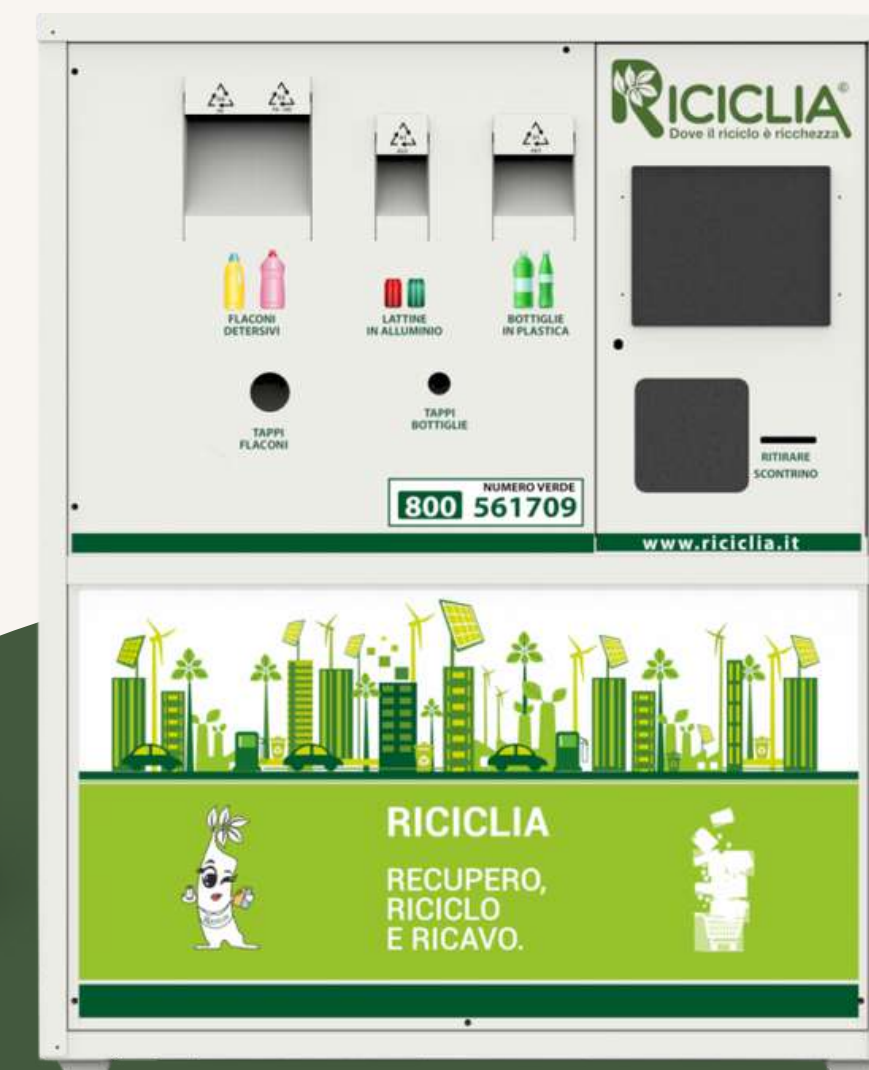 RICICLIA
Dove il riciclo è ricchezza
FLACONI
DETERSIVI
LATTINE
IN ALLUMINIO
BOTTIGLIE
IN PLASTICA
TAPPI
FLACONI
TAPPI
BOTTIGLIE
RITIRARE
SCONTRINO
NUMERO VERDE
800 561709
www.riciclia.it
RICICLIA
RECUPERO,
RICICLO
E RICAVO.